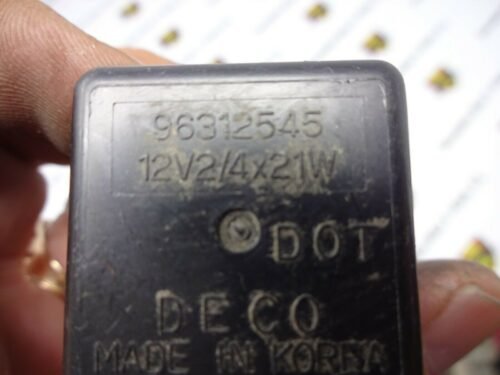 96312545
12V2/4x21W
DOT
DECO
MADE IN KOREA